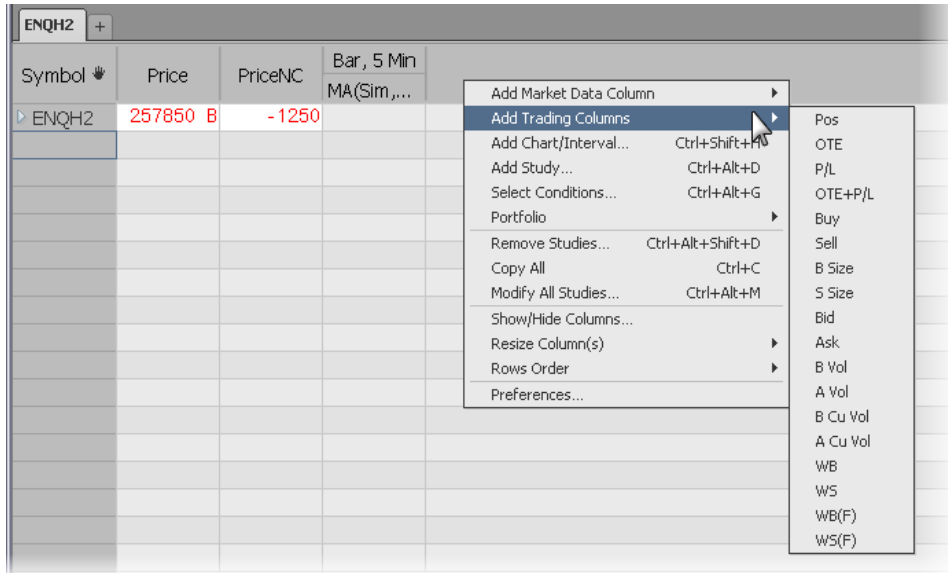 ENQH2 +
Symbol Price PriceNC Bar, 5 Min
MA(Sim,...
ENQH2 257850 B -1250
Add Market Data Column
Add Trading Columns
Add Chart/Interval... Ctrl+Shift+H
Add Study... Ctrl+Alt+D
Select Conditions... Ctrl+Alt+G
Portfolio
Remove Studies... Ctrl+Alt+Shift+D
Copy All Ctrl+C
Modify All Studies... Ctrl+Alt+M
Show/Hide Columns...
Resize Column(s)
Rows Order
Preferences...
Pos
OTE
P/L
OTE+P/L
Buy
Sell
B Size
S Size
Bid
Ask
B Vol
A Vol
B Cu Vol
A Cu Vol
WB
WS
WB(F)
WS(F)